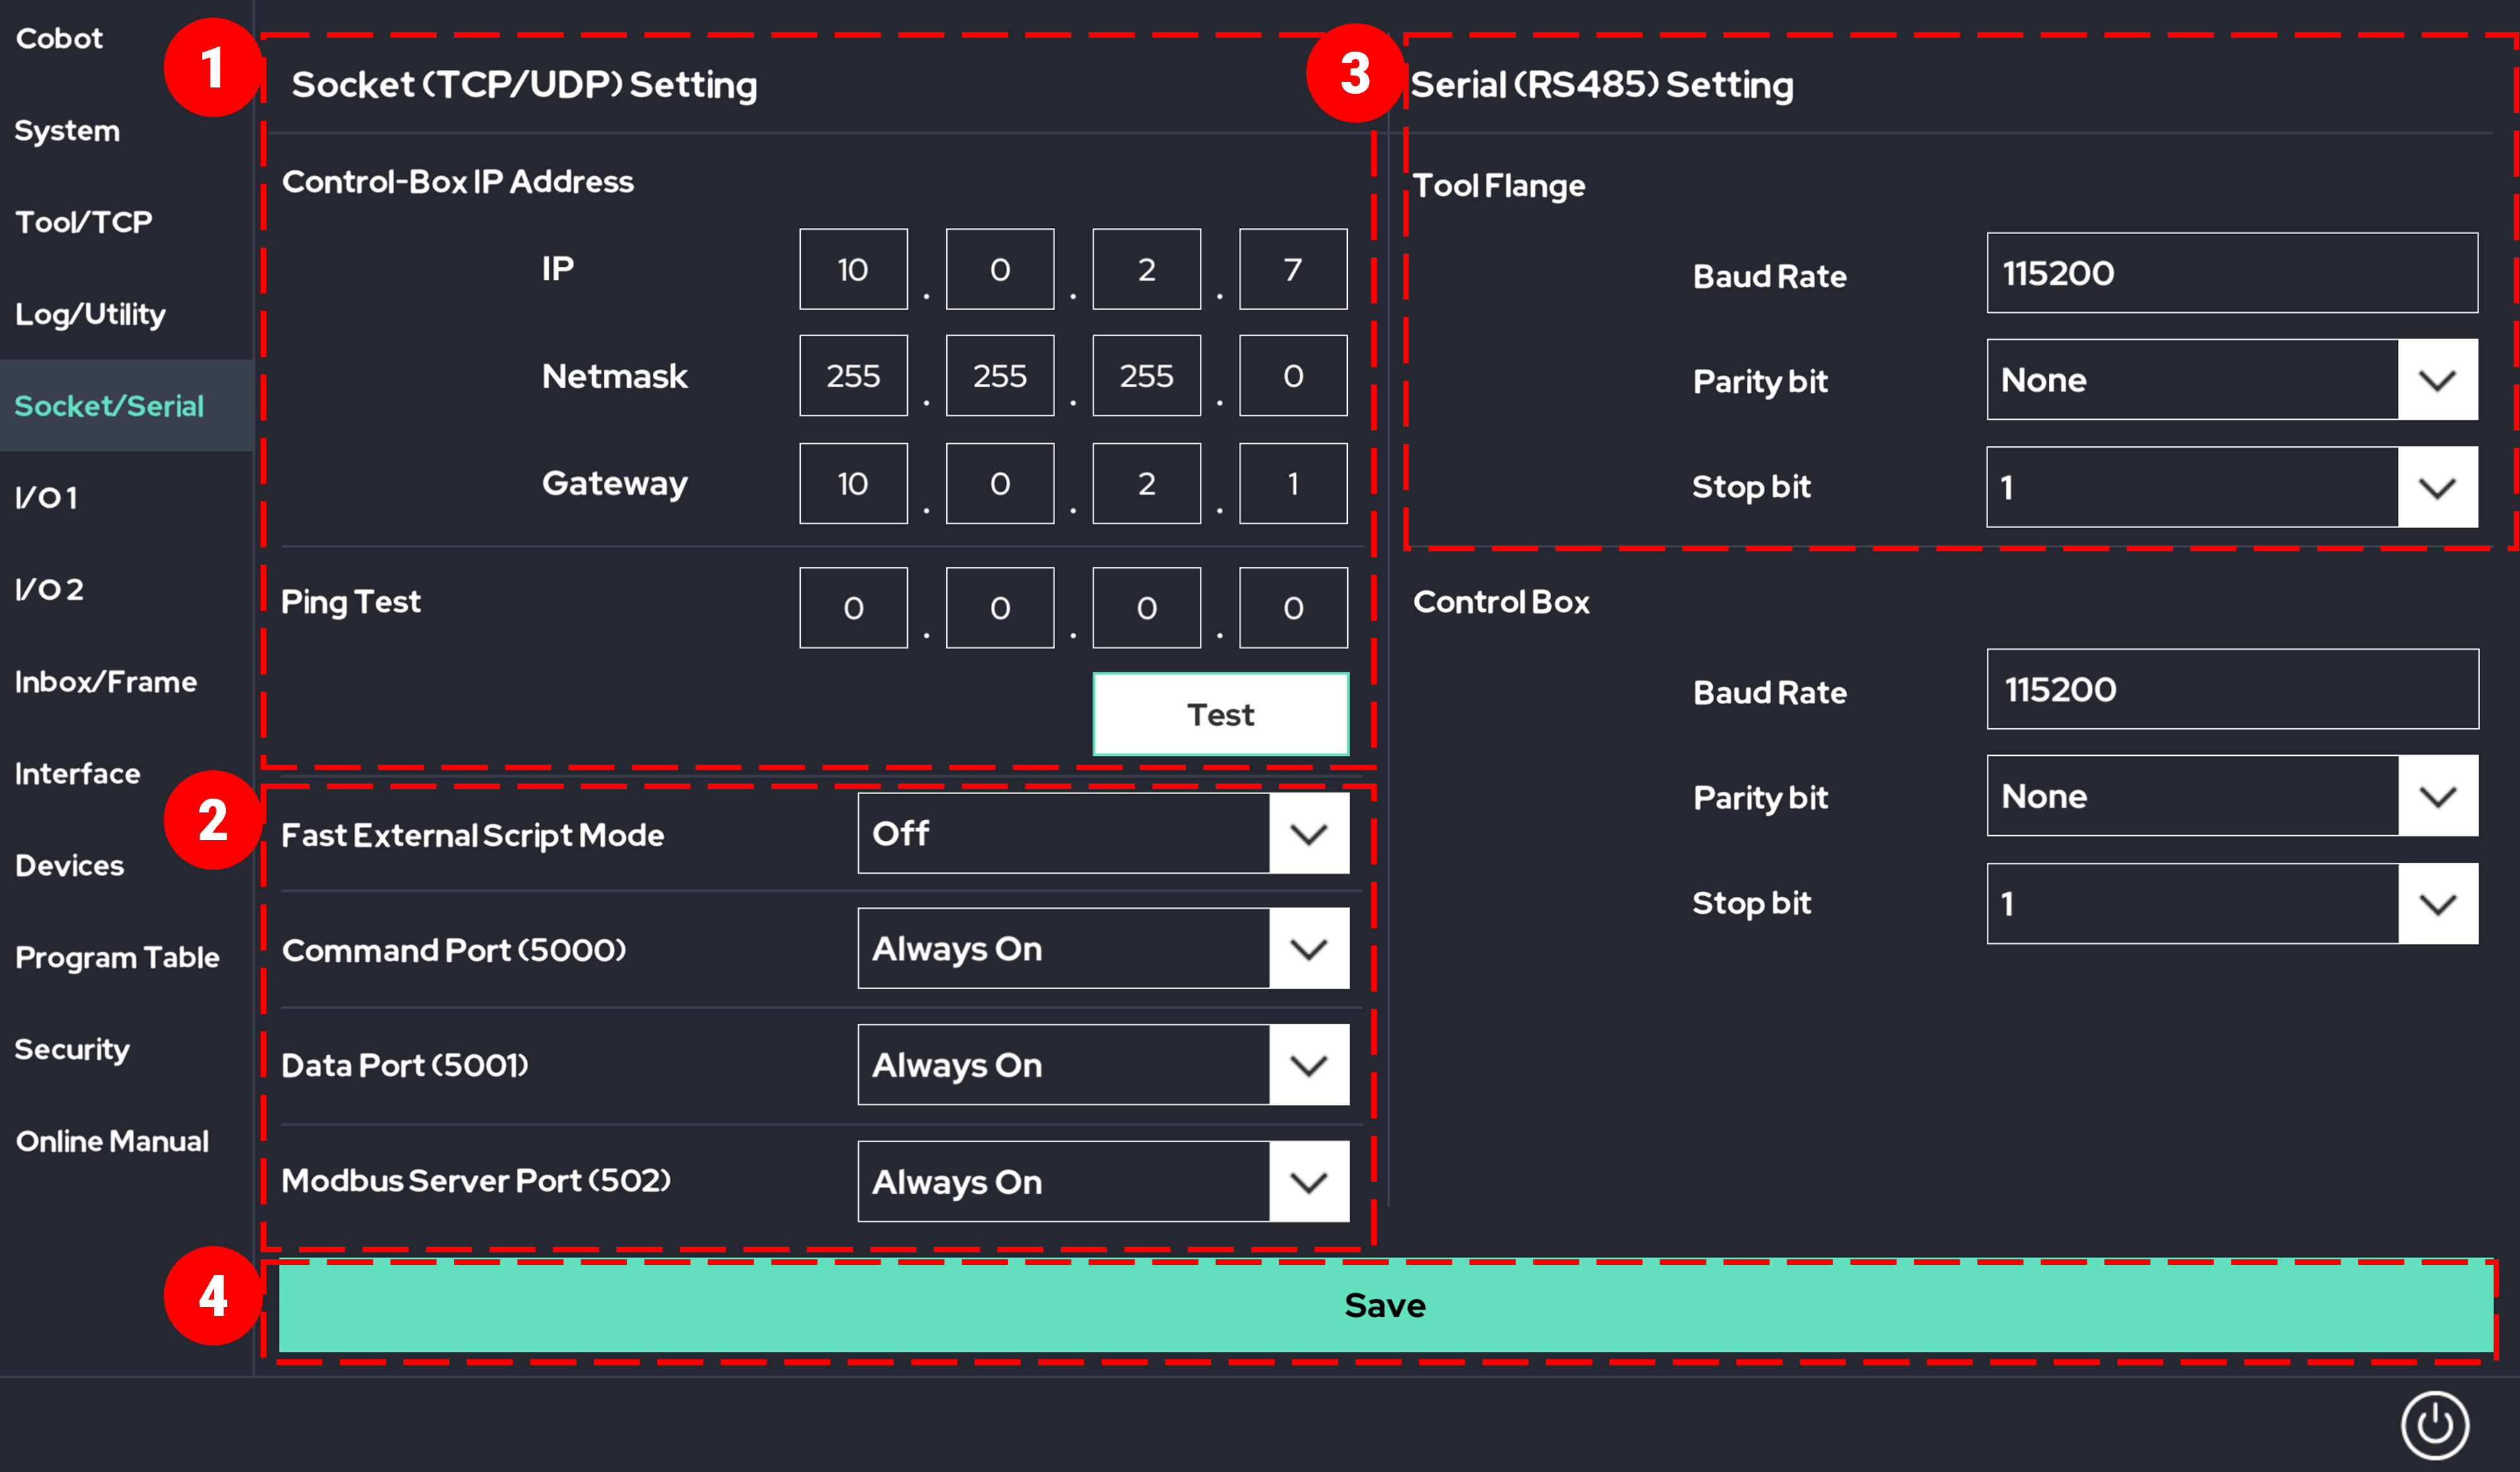 Cobot
System
Tool/TCP
Log/Utility
Socket/Serial
I/O 1
I/O 2
Inbox/Frame
Interface
Devices
Program Table
Security
Online Manual
1
Socket (TCP/UDP) Setting
Control-Box IP Address
IP 10 . 0 . 2 . 7
Netmask 255 . 255 . 255 . 0
Gateway 10 . 0 . 2 . 1
Ping Test 0 . 0 . 0 . 0
Test
2
Fast External Script Mode Off
Command Port (5000) Always On
Data Port (5001) Always On
Modbus Server Port (502) Always On
3
Serial (RS485) Setting
Tool Flange
Baud Rate 115200
Parity bit None
Stop bit 1
Control Box
Baud Rate 115200
Parity bit None
Stop bit 1
4
Save